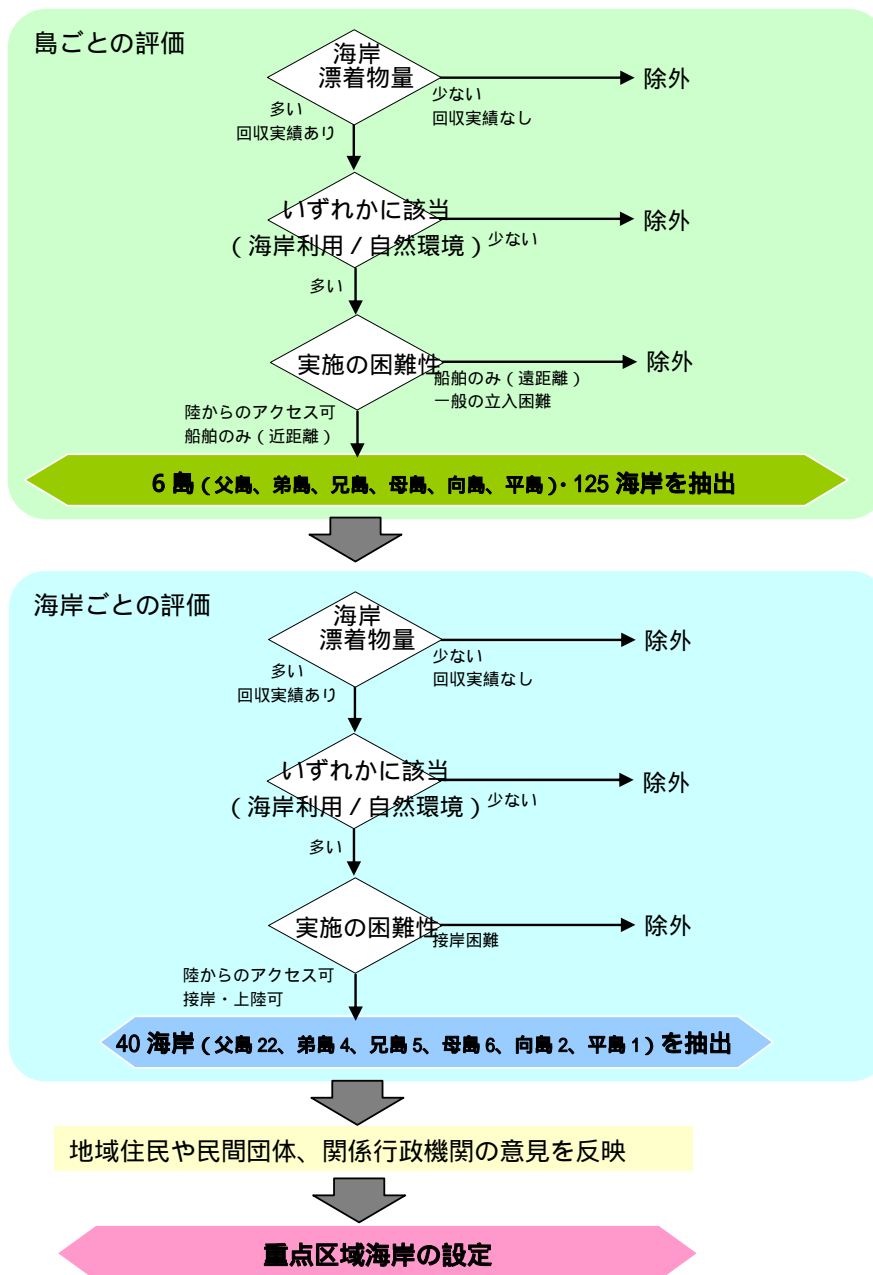 島ごとの評価
海岸
漂着物量
除外
少ない
回収実績なし
多い
回収実績あり
いずれかに該当
(海岸利用/自然環境)
少ない
除外
多い
実施の困難性
除外
船舶のみ(遠距離)
一般の立入困難
陸からのアクセス可
船舶のみ(近距離)
6島(父島、弟島、兄島、母島、向島、平島)・125海岸を抽出
海岸ごとの評価
海岸
漂着物量
除外
少ない
回収実績なし
多い
回収実績あり
いずれかに該当
(海岸利用/自然環境)
少ない
除外
多い
実施の困難性
除外
接岸困難
陸からのアクセス可
接岸・上陸可
40海岸(父島22、弟島4、兄島5、母島6、向島2、平島1)を抽出
地域住民や民間団体、関係行政機関の意見を反映
重点区域海岸の設定